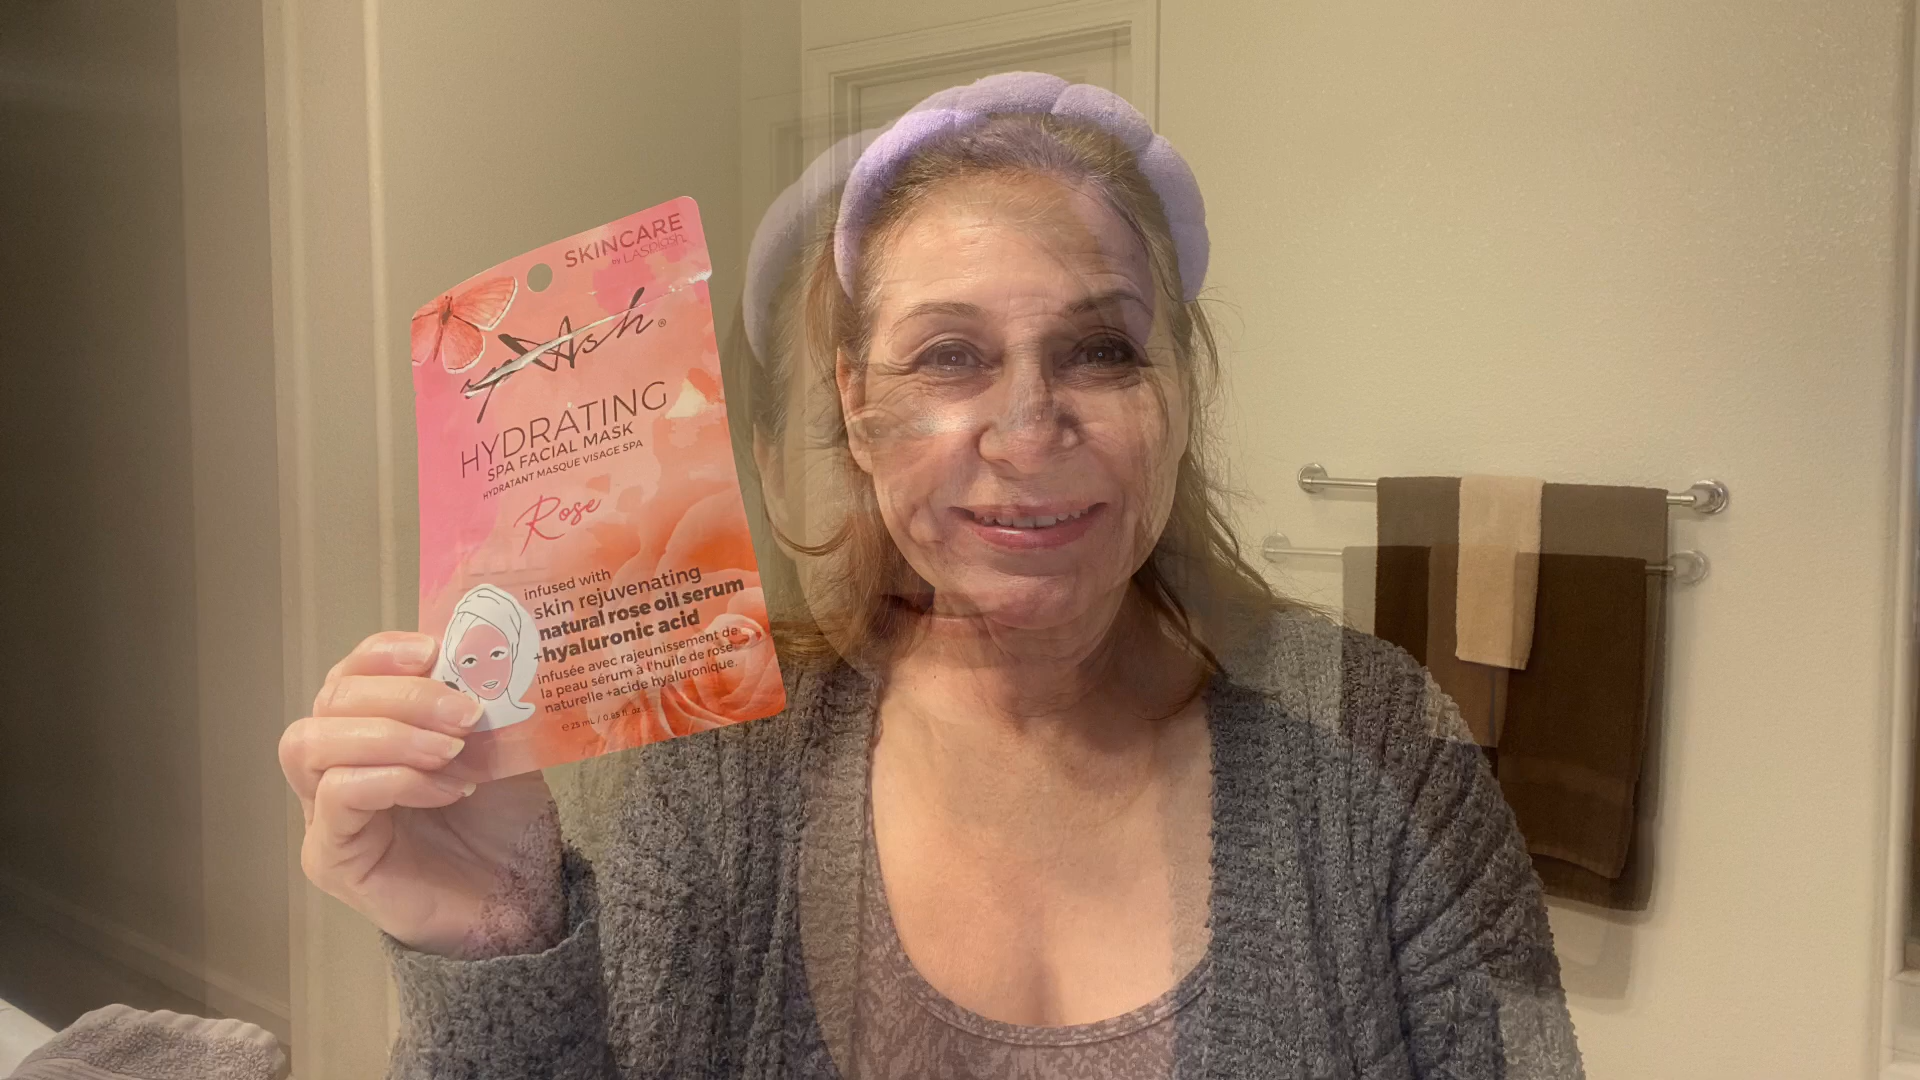 SKINCARE
by LASplash
HYDRATING
SPA FACIAL MASK
HYDRATANT MASQUE VISAGE SPA
Rose
infused with
skin rejuvenating
natural rose oil serum
+hyaluronic acid
infusée avec rajeunissement de
la peau sérum à l'huile de rose
naturelle +acide hyaluronique.
℮ 25 mL / 0.85 fl. oz.